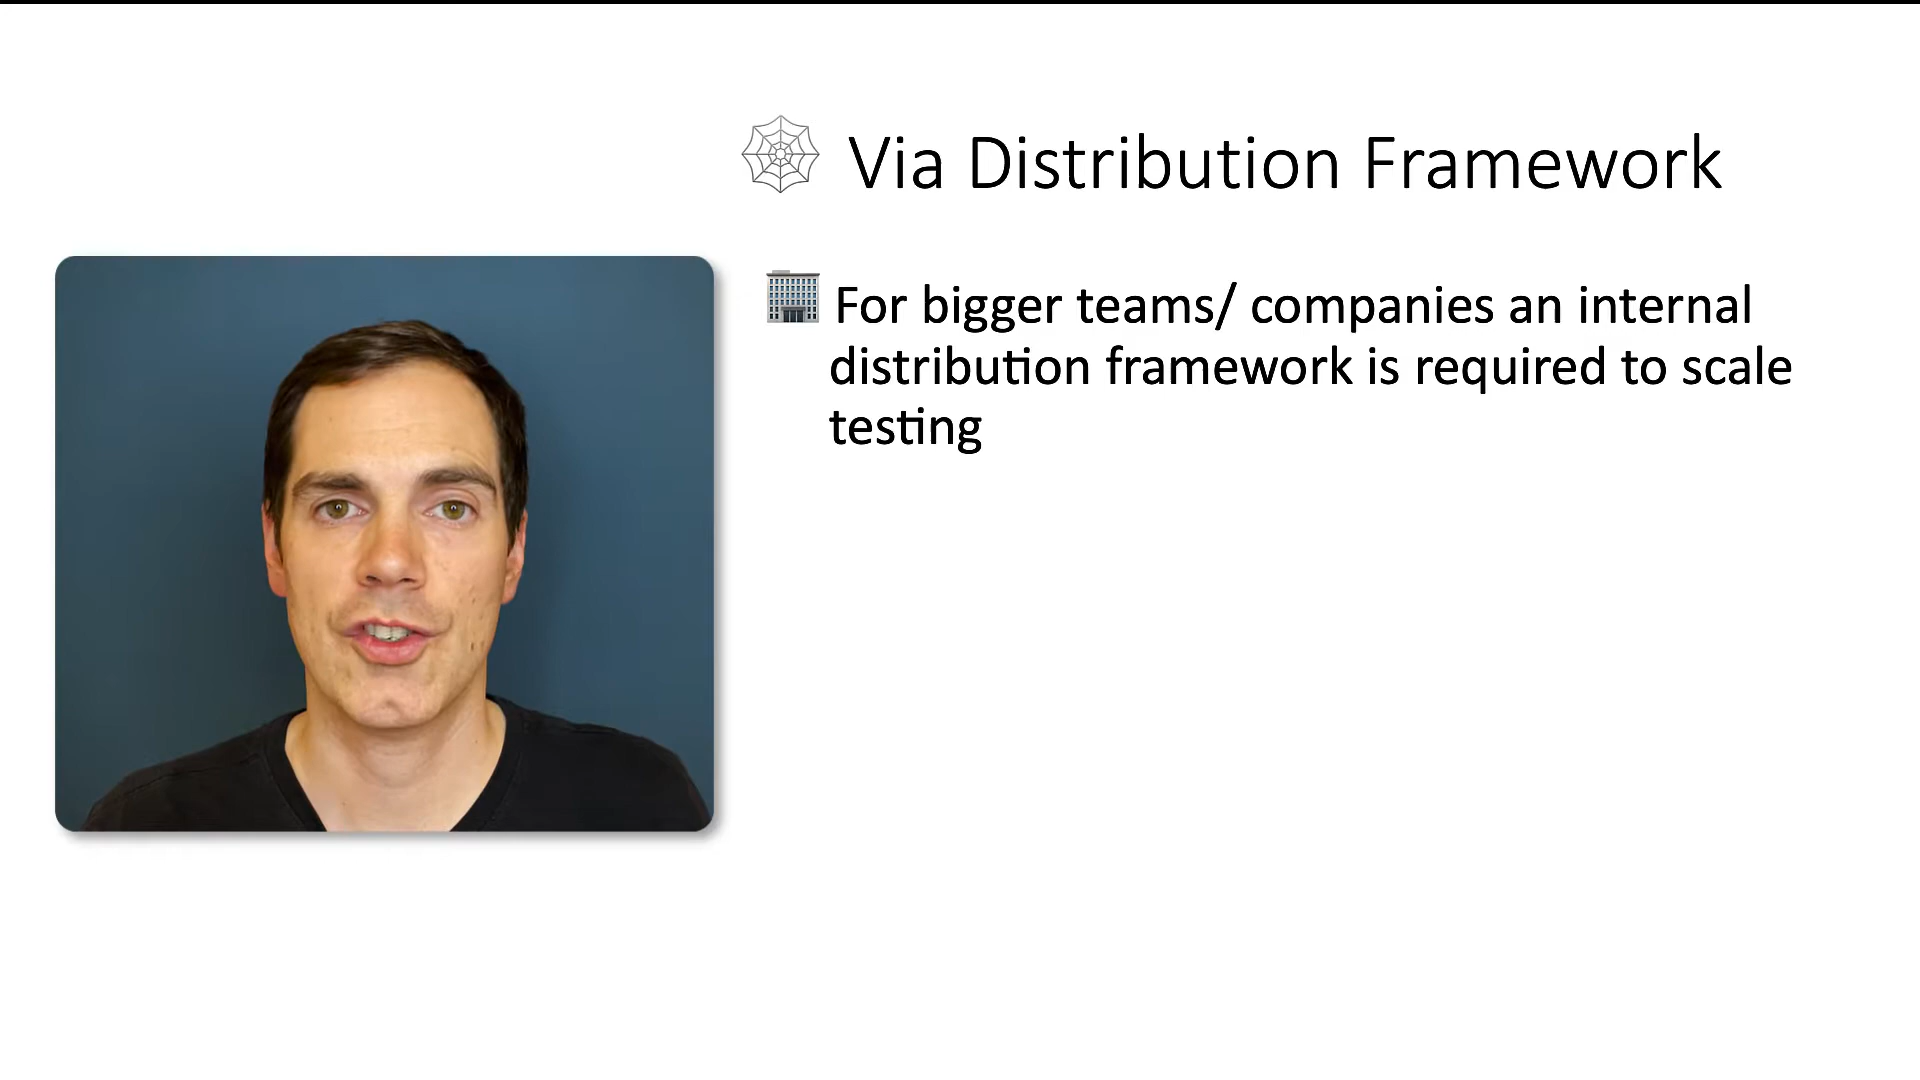 Via Distribution Framework
For bigger teams/ companies an internal
distribution framework is required to scale
testing